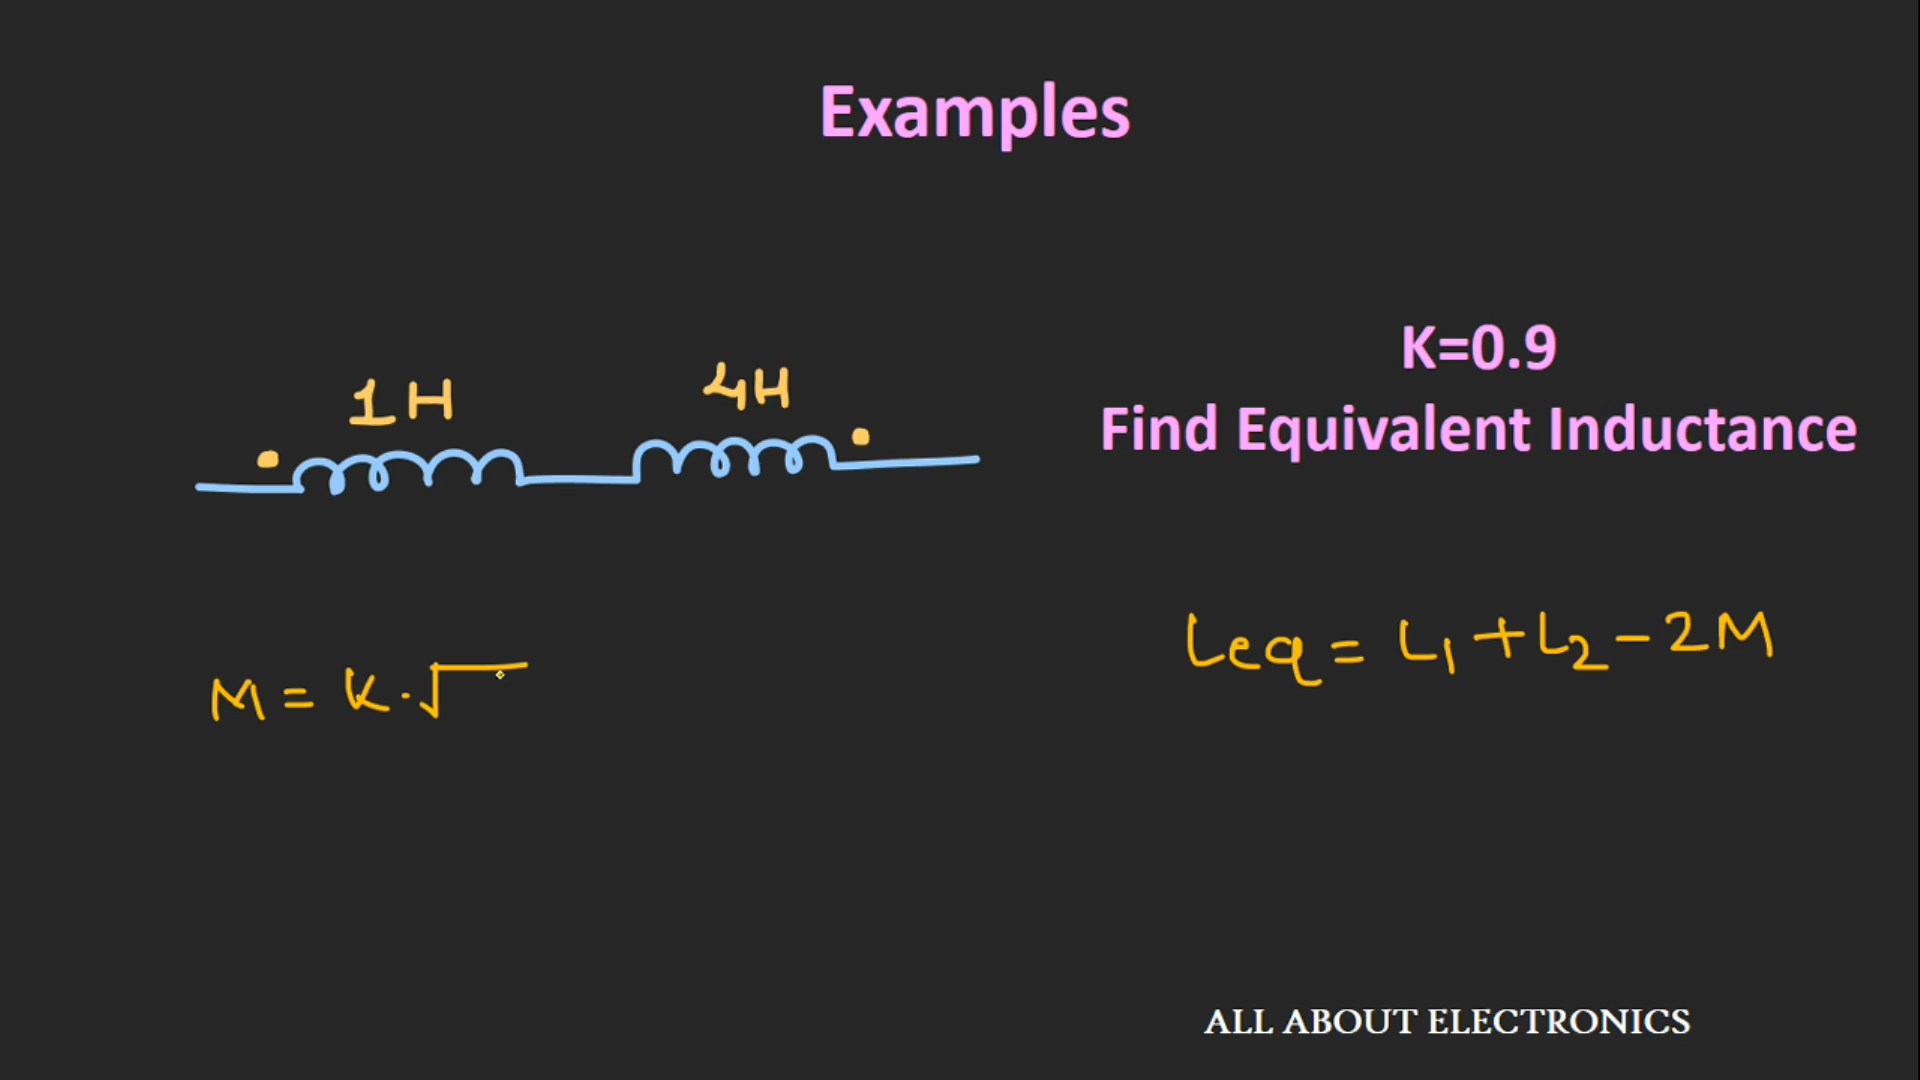 Examples
1H
4H
K=0.9
Find Equivalent Inductance
Leq = L1 + L2 - 2M
M = K.√
ALL ABOUT ELECTRONICS